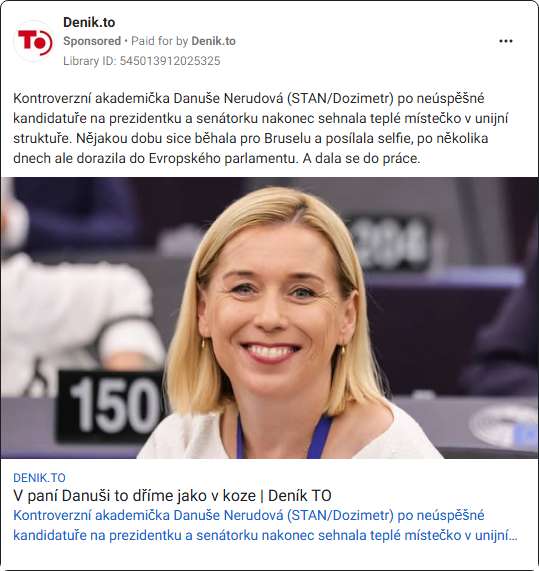 Denik.to
Sponsored • Paid for by Denik.to
Library ID: 545013912025325
Kontroverzní akademička Danuše Nerudová (STAN/Dozimetr) po neúspěšné
kandidatuře na prezidentku a senátorku nakonec sehnala teplé místečko v unijní
struktuře. Nějakou dobu sice běhala pro Bruselu a posílala selfie, po několika
dnech ale dorazila do Evropského parlamentu. A dala se do práce.
TO
204
150
DENIK.TO
V paní Danuši to dříme jako v koze | Deník TO
Kontroverzní akademička Danuše Nerudová (STAN/Dozimetr) po neúspěšné
kandidatuře na prezidentku a senátorku nakonec sehnala teplé místečko v unijní…